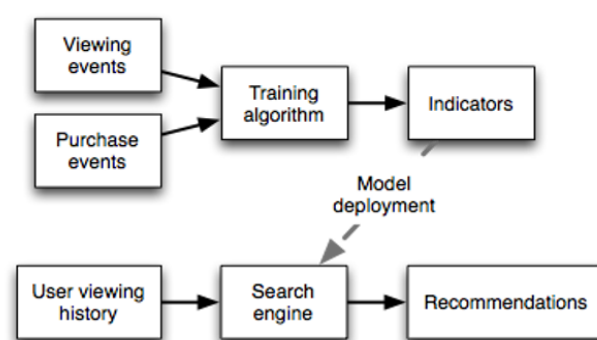 Viewing
events
Training
algorithm
Indicators
Purchase
events
Model
deployment
User viewing
history
Search
engine
Recommendations